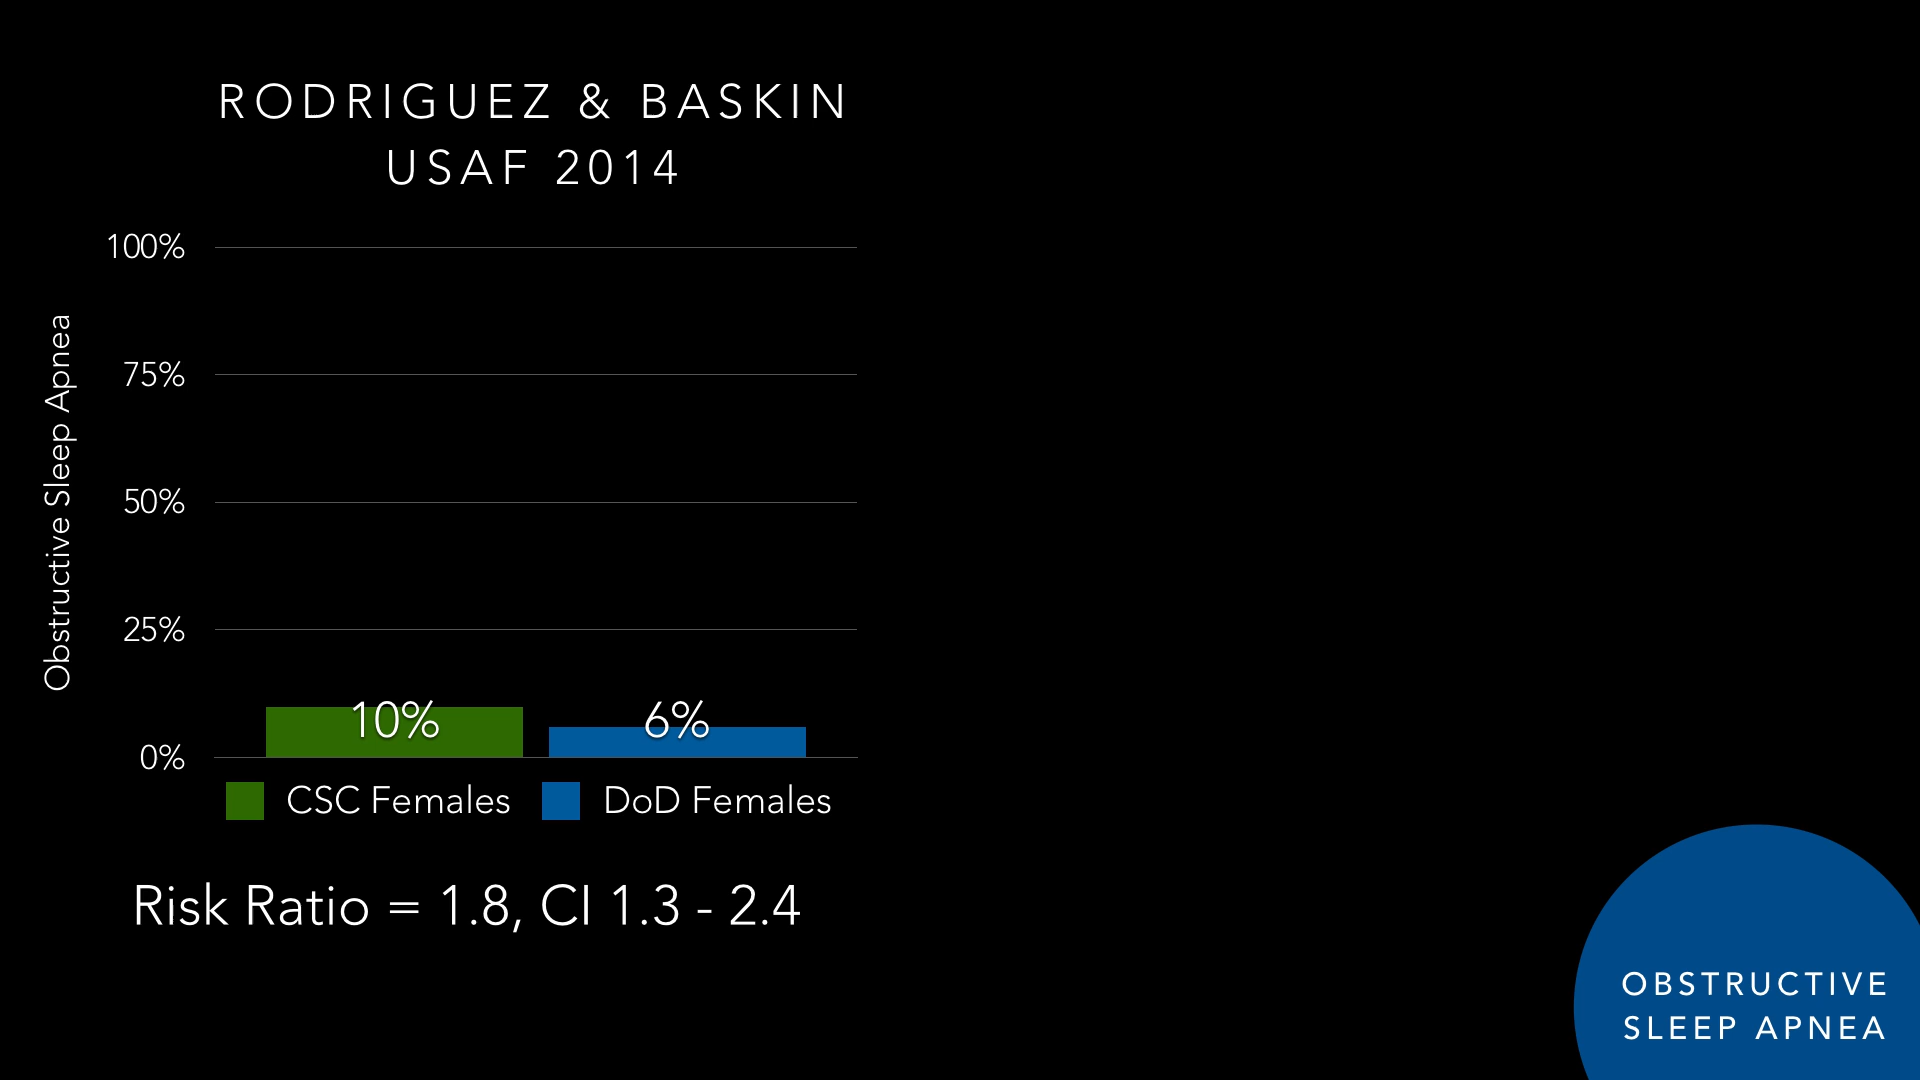 RODRIGUEZ & BASKIN
USAF 2014
Obstructive Sleep Apnea
100%
75%
50%
25%
0%
10%
6%
CSC Females
DoD Females
Risk Ratio = 1.8, CI 1.3 - 2.4
OBSTRUCTIVE
SLEEP APNEA